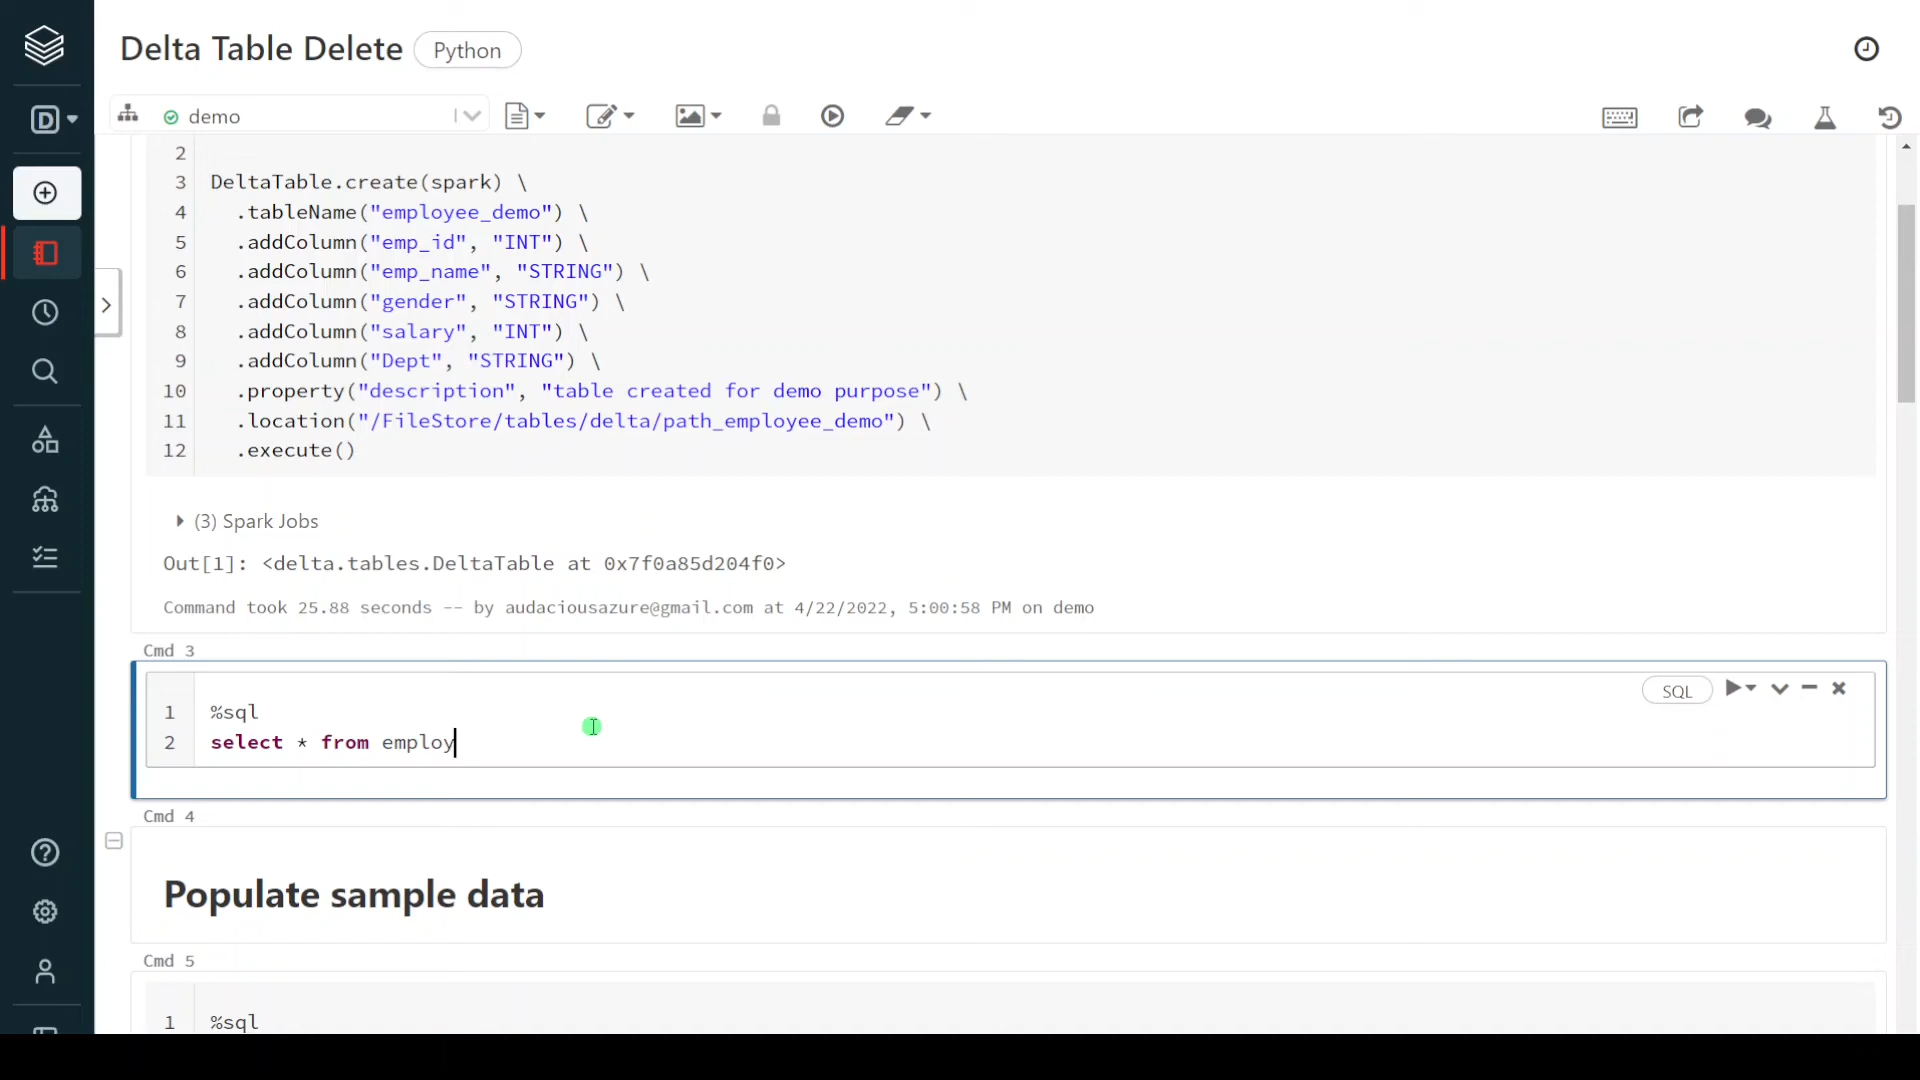 Delta Table Delete Python
demo
2
3 DeltaTable.create(spark) \
4 .tableName("employee_demo") \
5 .addColumn("emp_id", "INT") \
6 .addColumn("emp_name", "STRING") \
7 .addColumn("gender", "STRING") \
8 .addColumn("salary", "INT") \
9 .addColumn("Dept", "STRING") \
10 .property("description", "table created for demo purpose") \
11 .location("/FileStore/tables/delta/path_employee_demo") \
12 .execute()
(3) Spark Jobs
Out[1]: <delta.tables.DeltaTable at 0x7f0a85d204f0>
Command took 25.88 seconds -- by audaciousazure@gmail.com at 4/22/2022, 5:00:58 PM on demo
Cmd 3
SQL
1 %sql
2 select * from employ
Cmd 4
Populate sample data
Cmd 5
1 %sql